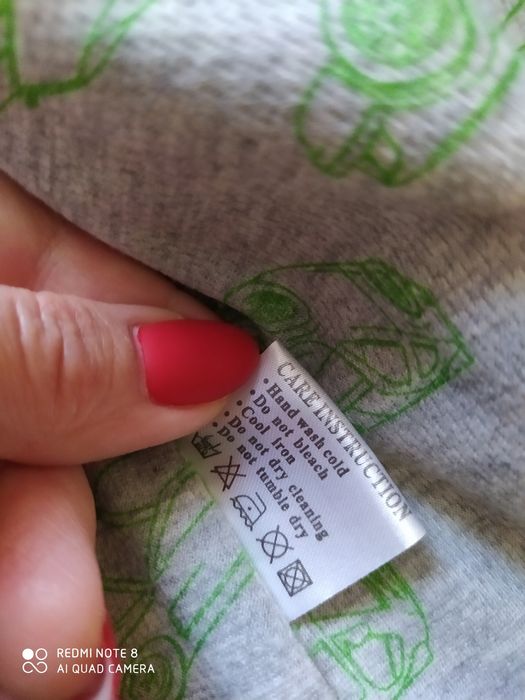 CARE INSTRUCTION
• Hand wash cold
• Do not bleach
• Cool Iron
• Do not dry cleaning
• Do not tumble dry
REDMI NOTE 8
AI QUAD CAMERA